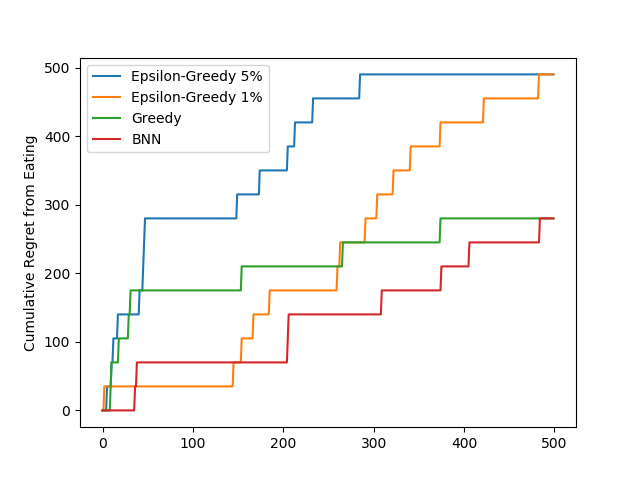 500
400
300
200
100
0
Cumulative Regret from Eating
Epsilon-Greedy 5%
Epsilon-Greedy 1%
Greedy
BNN
0 100 200 300 400 500